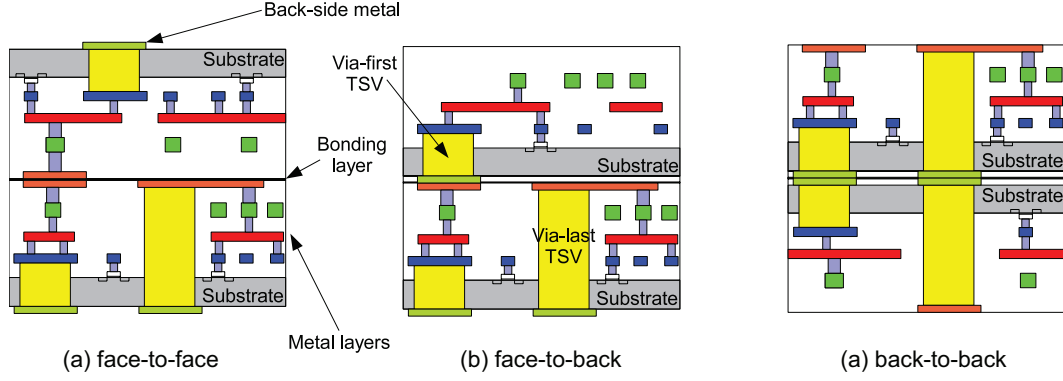 Back-side metal
Substrate
Via-first
TSV
Substrate
Bonding
layer
Substrate
Substrate
Via-last
TSV
Substrate
Substrate
Substrate
Metal layers
(a) face-to-face
(b) face-to-back
(a) back-to-back